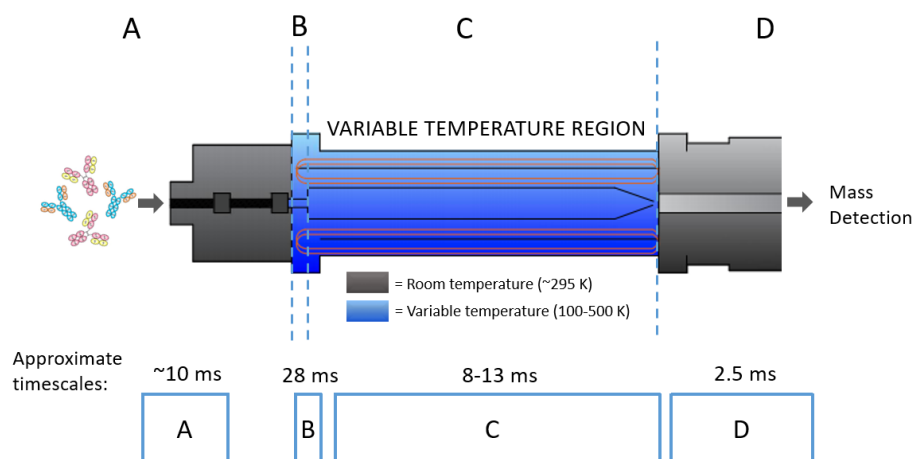 A
B
C
D
VARIABLE TEMPERATURE REGION
Mass
Detection
= Room temperature (~295 K)
= Variable temperature (100-500 K)
Approximate
timescales:
~10 ms
28 ms
8-13 ms
2.5 ms
A
B
C
D